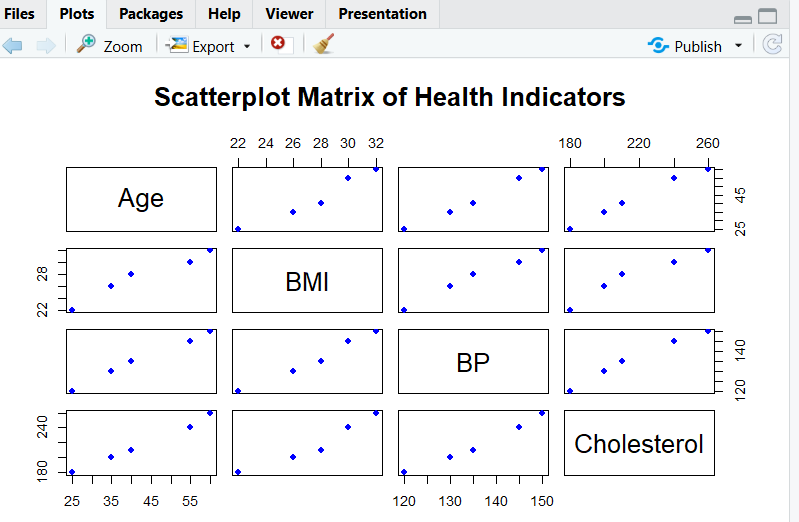 Files Plots Packages Help Viewer Presentation
Zoom Export Publish
Scatterplot Matrix of Health Indicators
22 24 26 28 30 32 180 220 260
Age
25 45
22 28
BMI
BP
120 140
180 240
Cholesterol
25 35 45 55 120 130 140 150